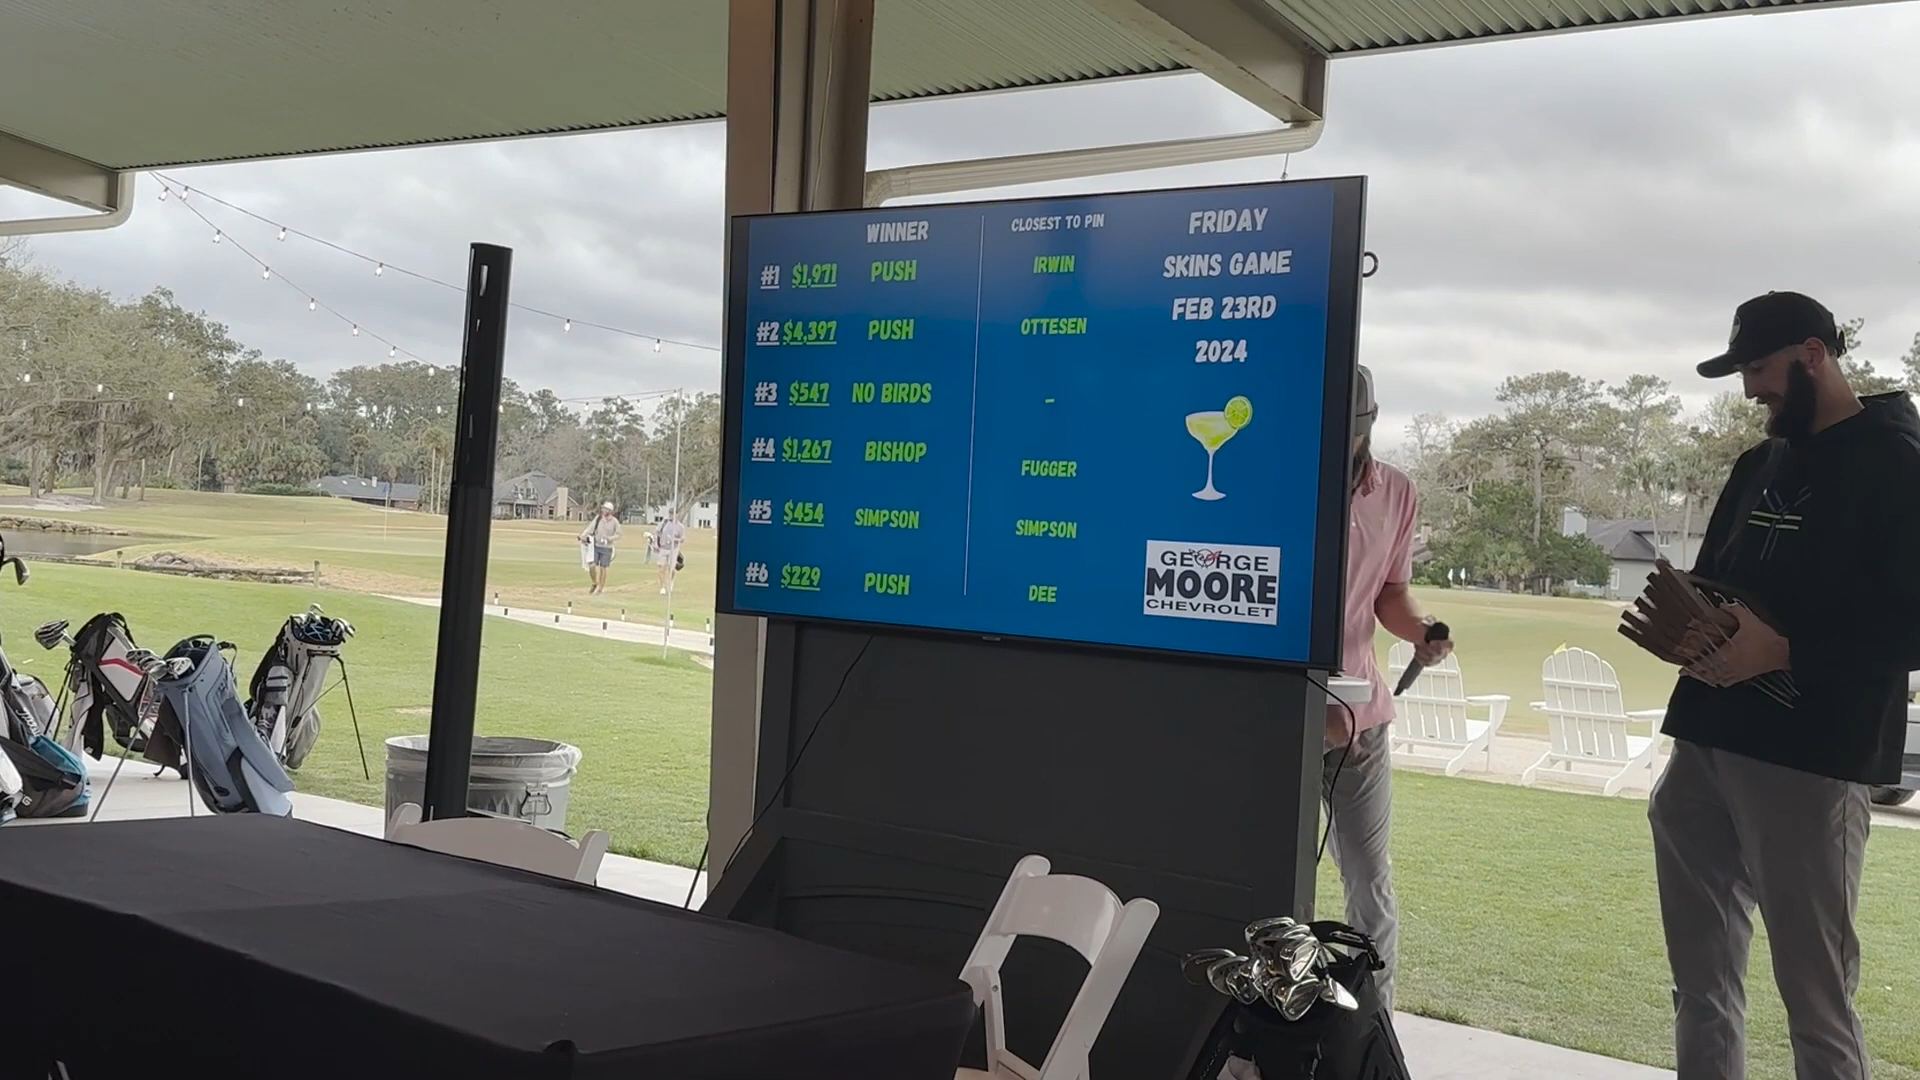 WINNER CLOSEST TO PIN
#1 $1,971 PUSH IRWIN
#2 $4,397 PUSH OTTESEN
#3 $547 NO BIRDS -
#4 $1,267 BISHOP FUGGER
#5 $454 SIMPSON SIMPSON
#6 $229 PUSH DEE
FRIDAY
SKINS GAME
FEB 23RD
2024
GEORGE
MOORE
CHEVROLET